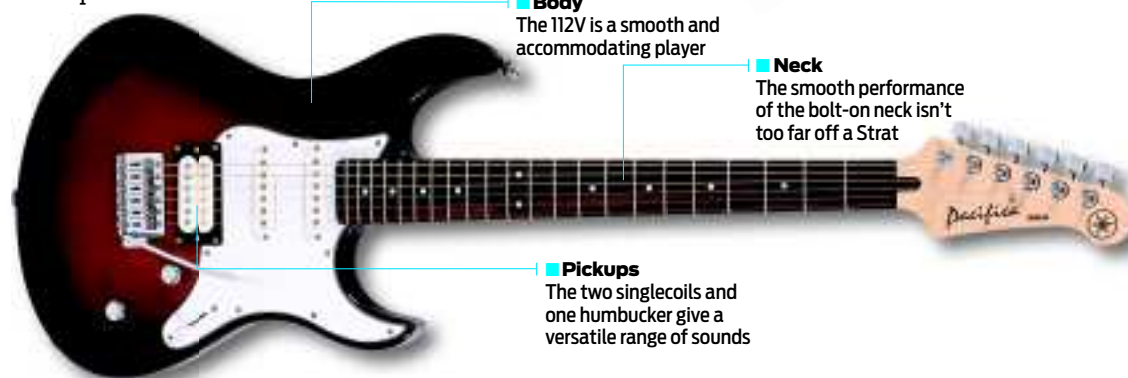 Body
The 112V is a smooth and
accommodating player
Neck
The smooth performance
of the bolt-on neck isn't
too far off a Strat
Pacifica
Pickups
The two singlecoils and
one humbucker give a
versatile range of sounds